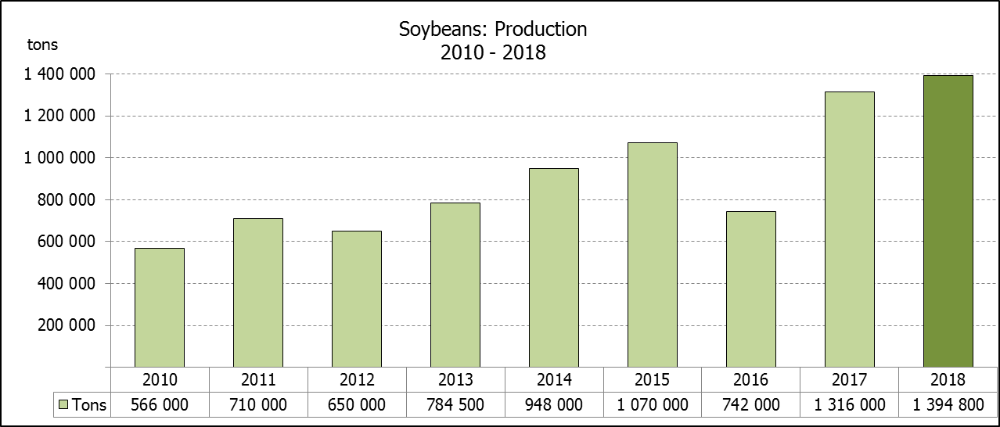 Soybeans: Production
2010 - 2018
tons
1 400 000
1 200 000
1 000 000
800 000
600 000
400 000
200 000
2010 2011 2012 2013 2014 2015 2016 2017 2018
Tons 566 000 710 000 650 000 784 500 948 000 1 070 000 742 000 1 316 000 1 394 800